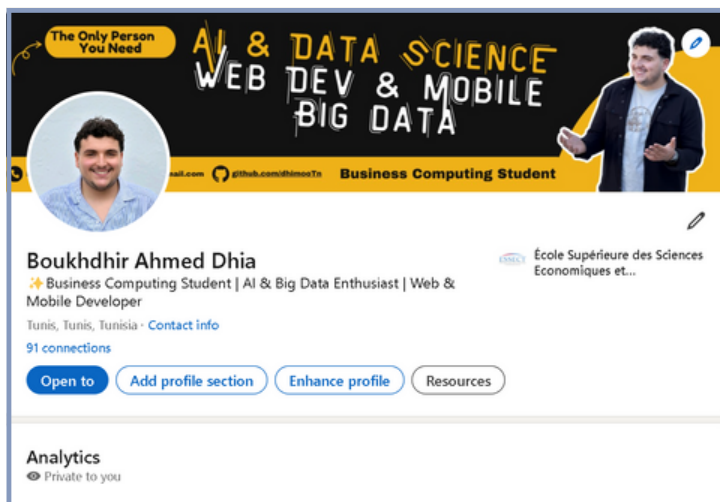 The Only Person
You Need
AI & DATA SCIENCE
WEB DEV & MOBILE
BIG DATA
ail.com
github.com/dhimooTn
Business Computing Student
Boukhdhir Ahmed Dhia
✨Business Computing Student | AI & Big Data Enthusiast | Web &
Mobile Developer
ESSECT
École Supérieure des Sciences
Economiques et...
Tunis, Tunis, Tunisia · Contact info
91 connections
Open to
Add profile section
Enhance profile
Resources
Analytics
Private to you